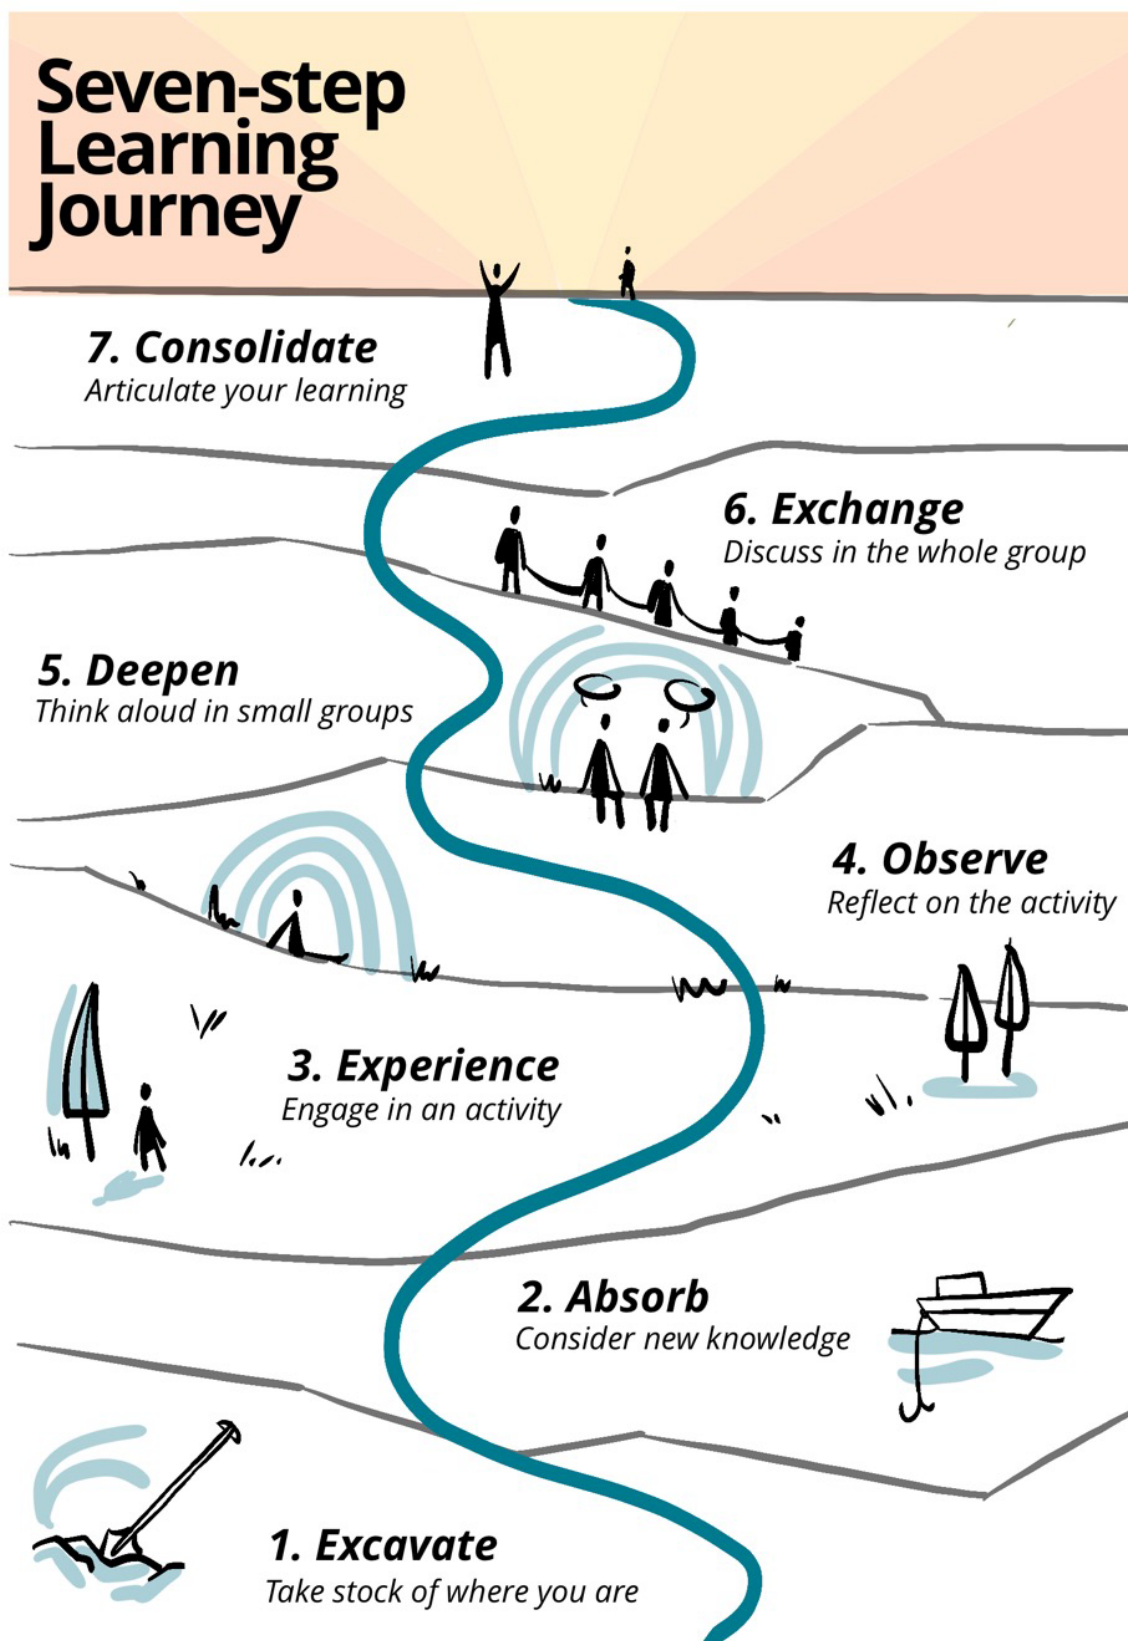 Seven-step
Learning
Journey
7. Consolidate
Articulate your learning
6. Exchange
Discuss in the whole group
5. Deepen
Think aloud in small groups
4. Observe
Reflect on the activity
3. Experience
Engage in an activity
2. Absorb
Consider new knowledge
1. Excavate
Take stock of where you are